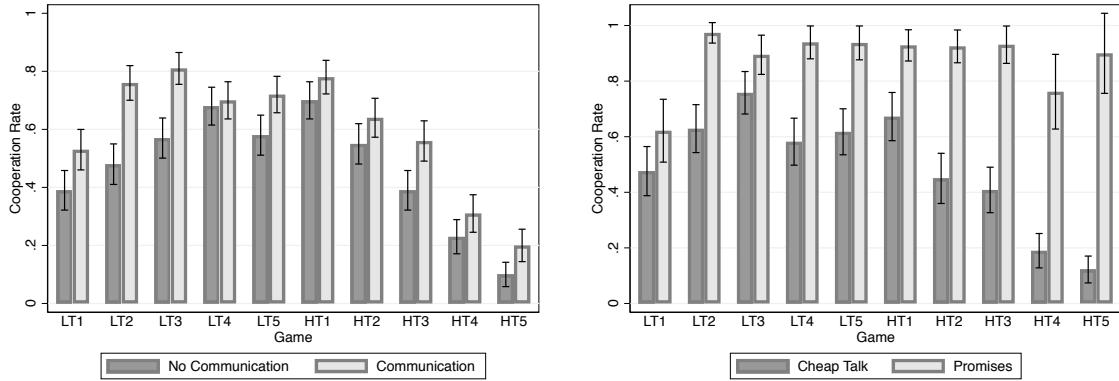 Cooperation Rate
1
.8
.6
.4
.2
0
LT1 LT2 LT3 LT4 LT5 HT1 HT2 HT3 HT4 HT5
Game
No Communication Communication
Cooperation Rate
1
.8
.6
.4
.2
0
LT1 LT2 LT3 LT4 LT5 HT1 HT2 HT3 HT4 HT5
Game
Cheap Talk Promises